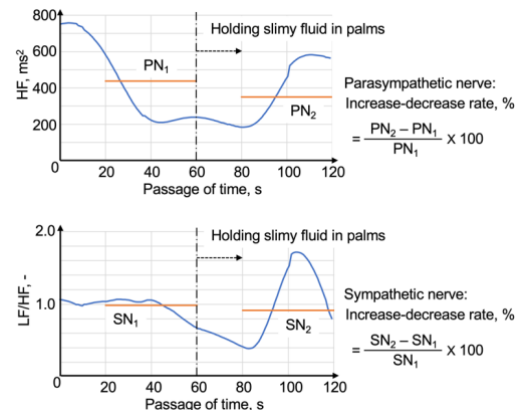 800
600
400
200
0
HF, ms²
Holding slimy fluid in palms
PN₁
PN₂
0 20 40 60 80 100 120
Passage of time, s
Parasympathetic nerve:
Increase-decrease rate, %
= (PN₂ – PN₁) / PN₁ X 100
2.0
1.0
LF/HF, -
Holding slimy fluid in palms
SN₁
SN₂
0 20 40 60 80 100 120
Passage of time, s
Sympathetic nerve:
Increase-decrease rate, %
= (SN₂ – SN₁) / SN₁ X 100